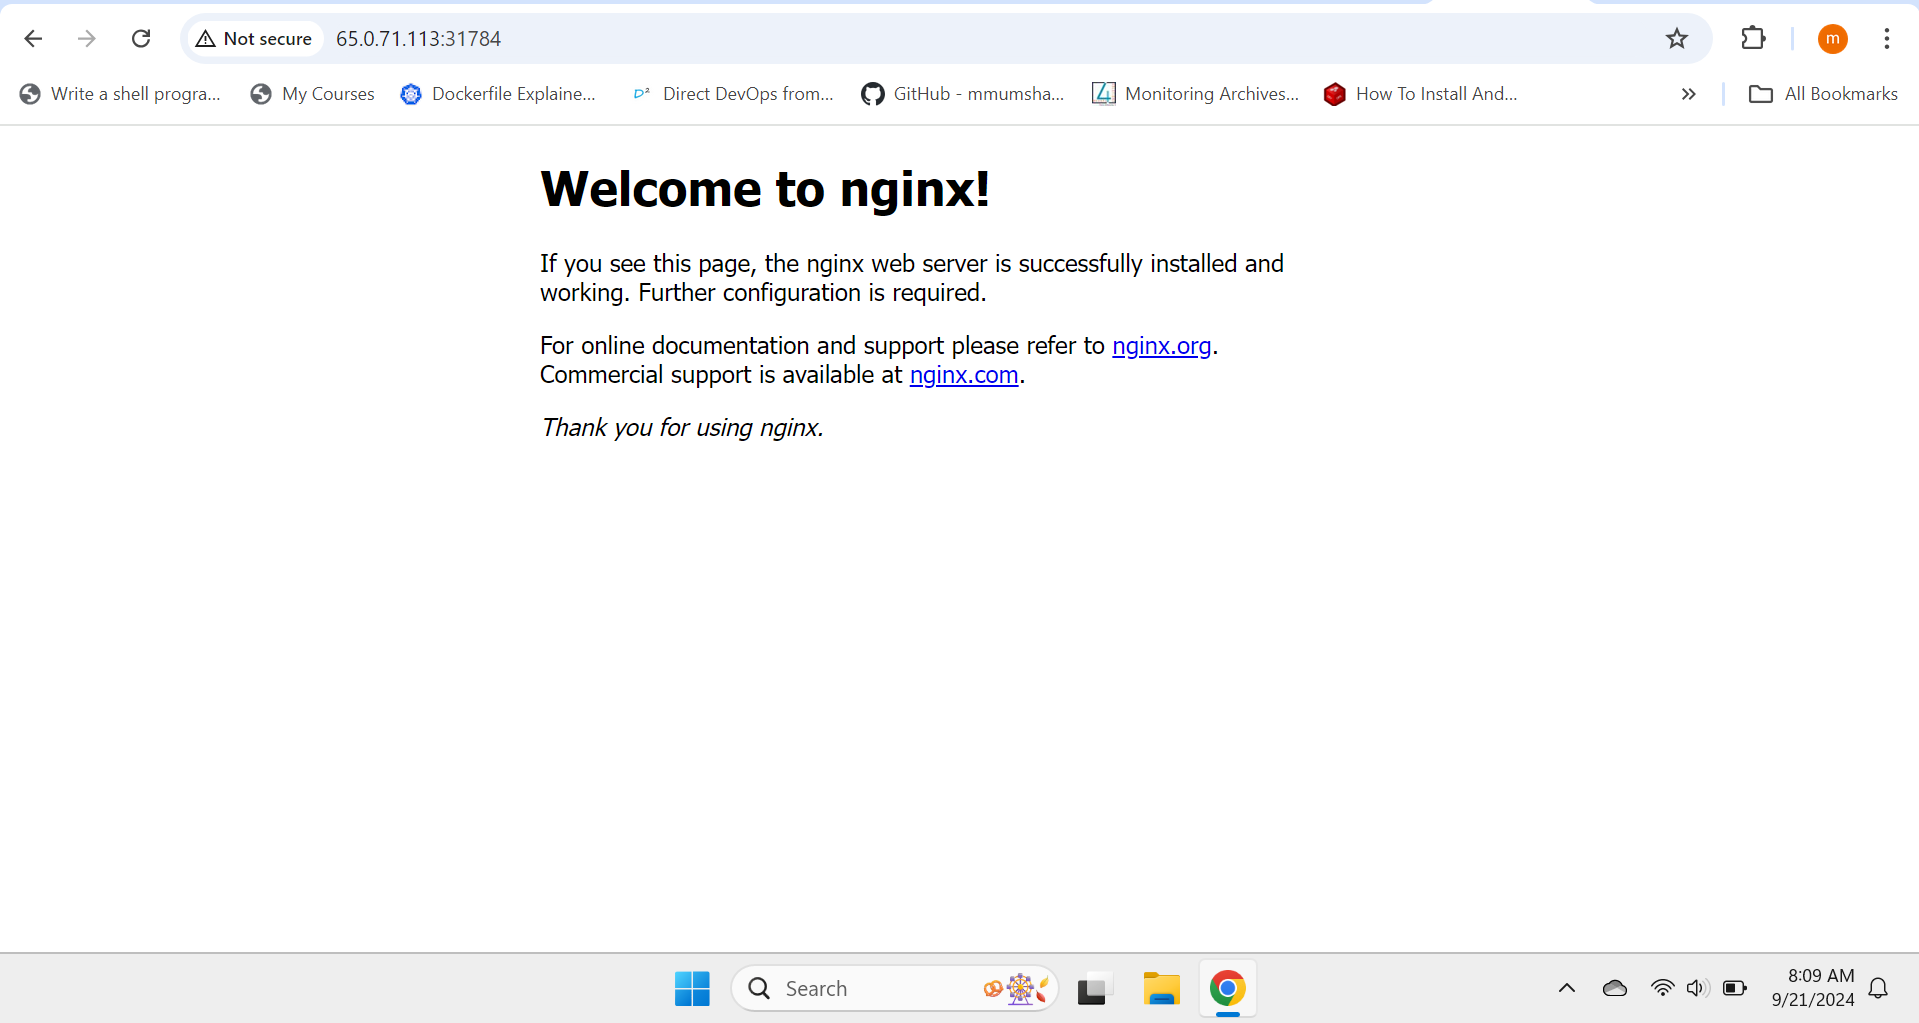 Not secure
65.0.71.113:31784
m
Write a shell progra...
My Courses
Dockerfile Explaine...
D²
Direct DevOps from...
GitHub - mmumsha...
4
Monitoring Archives...
How To Install And...
All Bookmarks
Welcome to nginx!
If you see this page, the nginx web server is successfully installed and
working. Further configuration is required.
For online documentation and support please refer to nginx.org.
Commercial support is available at nginx.com.
Thank you for using nginx.
Search
8:09 AM
9/21/2024